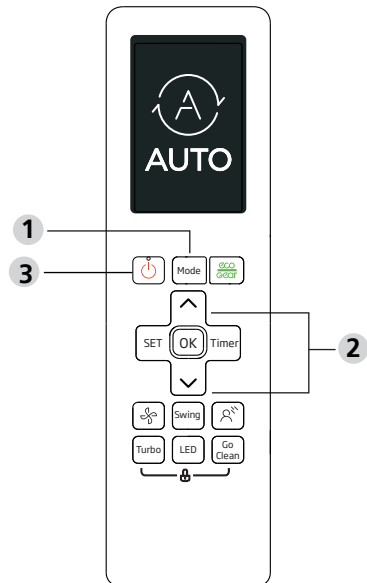 A
AUTO
1
3
Mode
eco
GEAR
SET
OK
Timer
2
Swing
Turbo
LED
Go
Clean